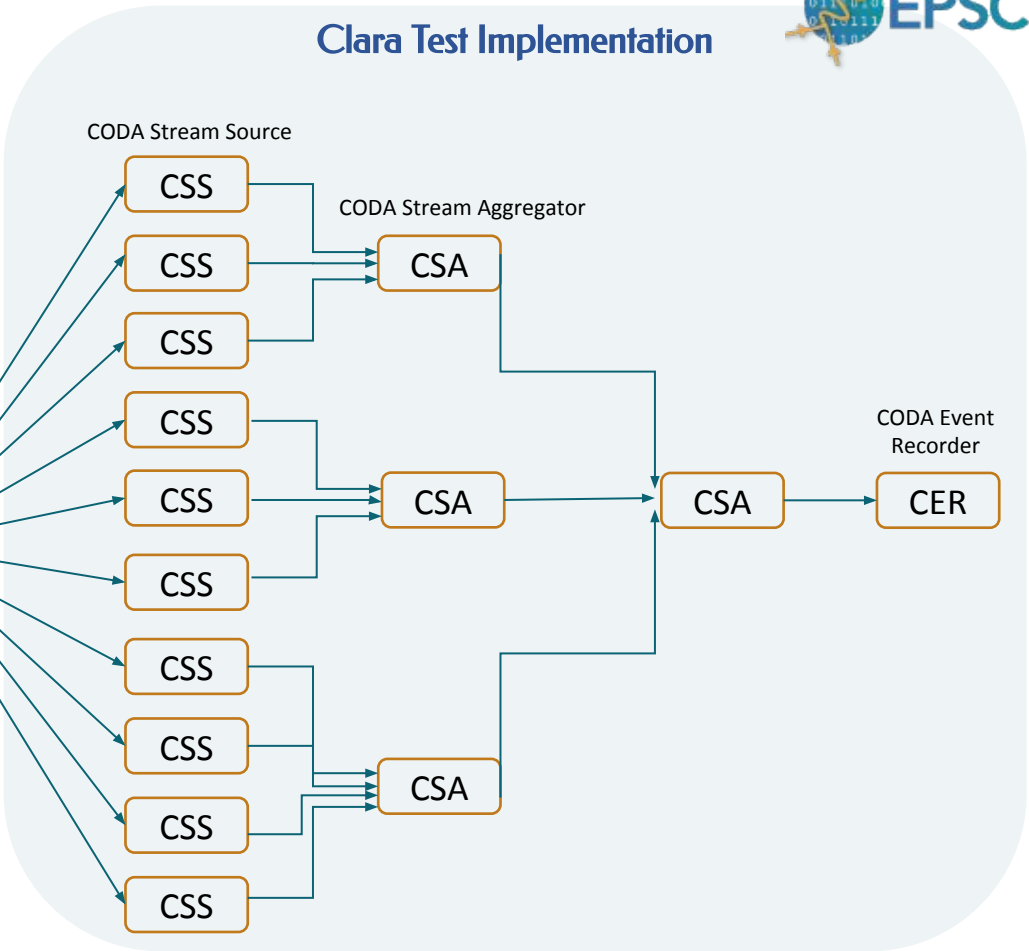 EPSC
Clara Test Implementation
CODA Stream Source
CSS
CODA Stream Aggregator
CSS
CSA
CSS
CSS
CODA Event
Recorder
CSS
CSA
CSA
CER
CSS
CSS
CSS
CSA
CSS
CSS